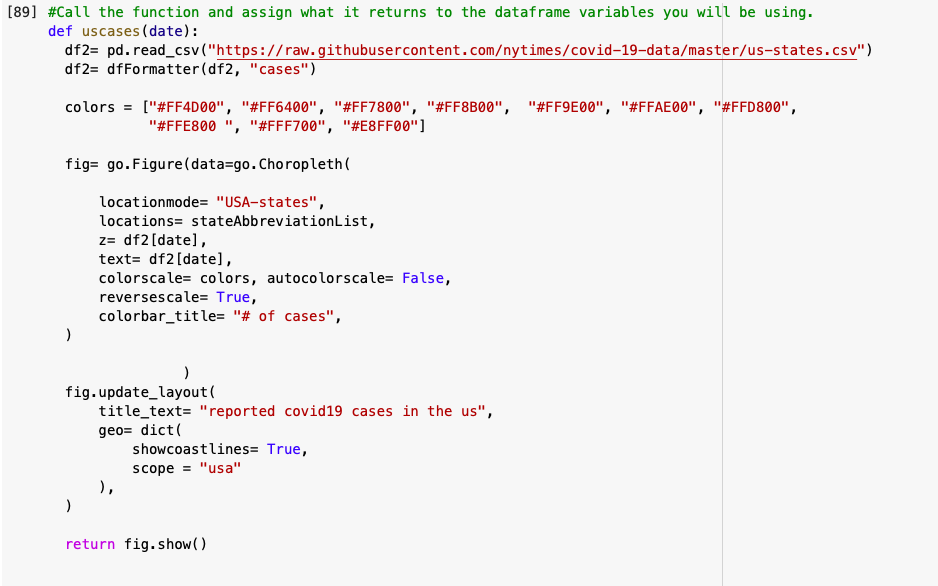 [89] #Call the function and assign what it returns to the dataframe variables you will be using.
def uscases(date):
df2= pd.read_csv("https://raw.githubusercontent.com/nytimes/covid-19-data/master/us-states.csv")
df2= dfFormatter(df2, "cases")
colors = ["#FF4D00", "#FF6400", "#FF7800", "#FF8B00",  "#FF9E00", "#FFAE00", "#FFD800",
"#FFE800 ", "#FFF700", "#E8FF00"]
fig= go.Figure(data=go.Choropleth(
locationmode= "USA-states",
locations= stateAbbreviationList,
z= df2[date],
text= df2[date],
colorscale= colors, autocolorscale= False,
reversescale= True,
colorbar_title= "# of cases",
)
)
fig.update_layout(
title_text= "reported covid19 cases in the us",
geo= dict(
showcoastlines= True,
scope = "usa"
),
)
return fig.show()